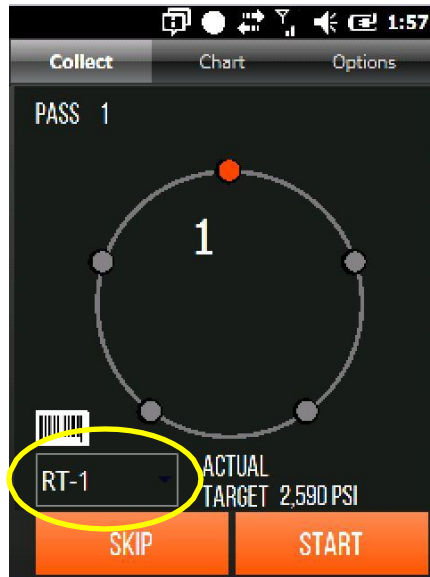 1:57
Collect Chart Options
PASS 1
1
RT-1
ACTUAL
TARGET 2,590 PSI
SKIP START